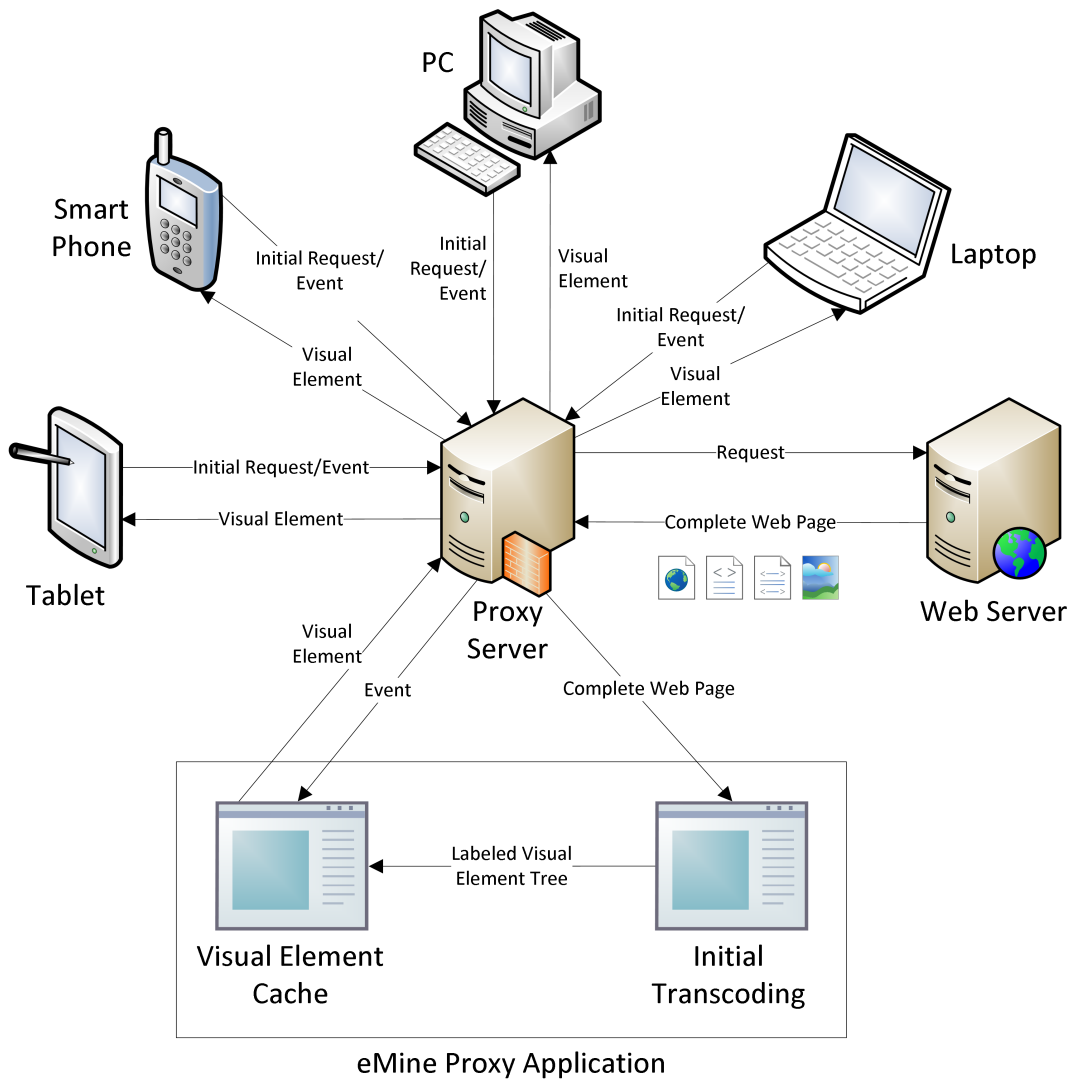 PC
Smart
Phone
Initial Request/
Event
Initial
Request/
Event
Visual
Element
Laptop
Initial Request/
Event
Visual
Element
Visual
Element
Initial Request/Event
Visual Element
Tablet
Request
Complete Web Page
< >
<---->
<---->
Web Server
Proxy
Server
Visual
Element
Event
Complete Web Page
Labeled Visual
Element Tree
Visual Element
Cache
Initial
Transcoding
eMine Proxy Application